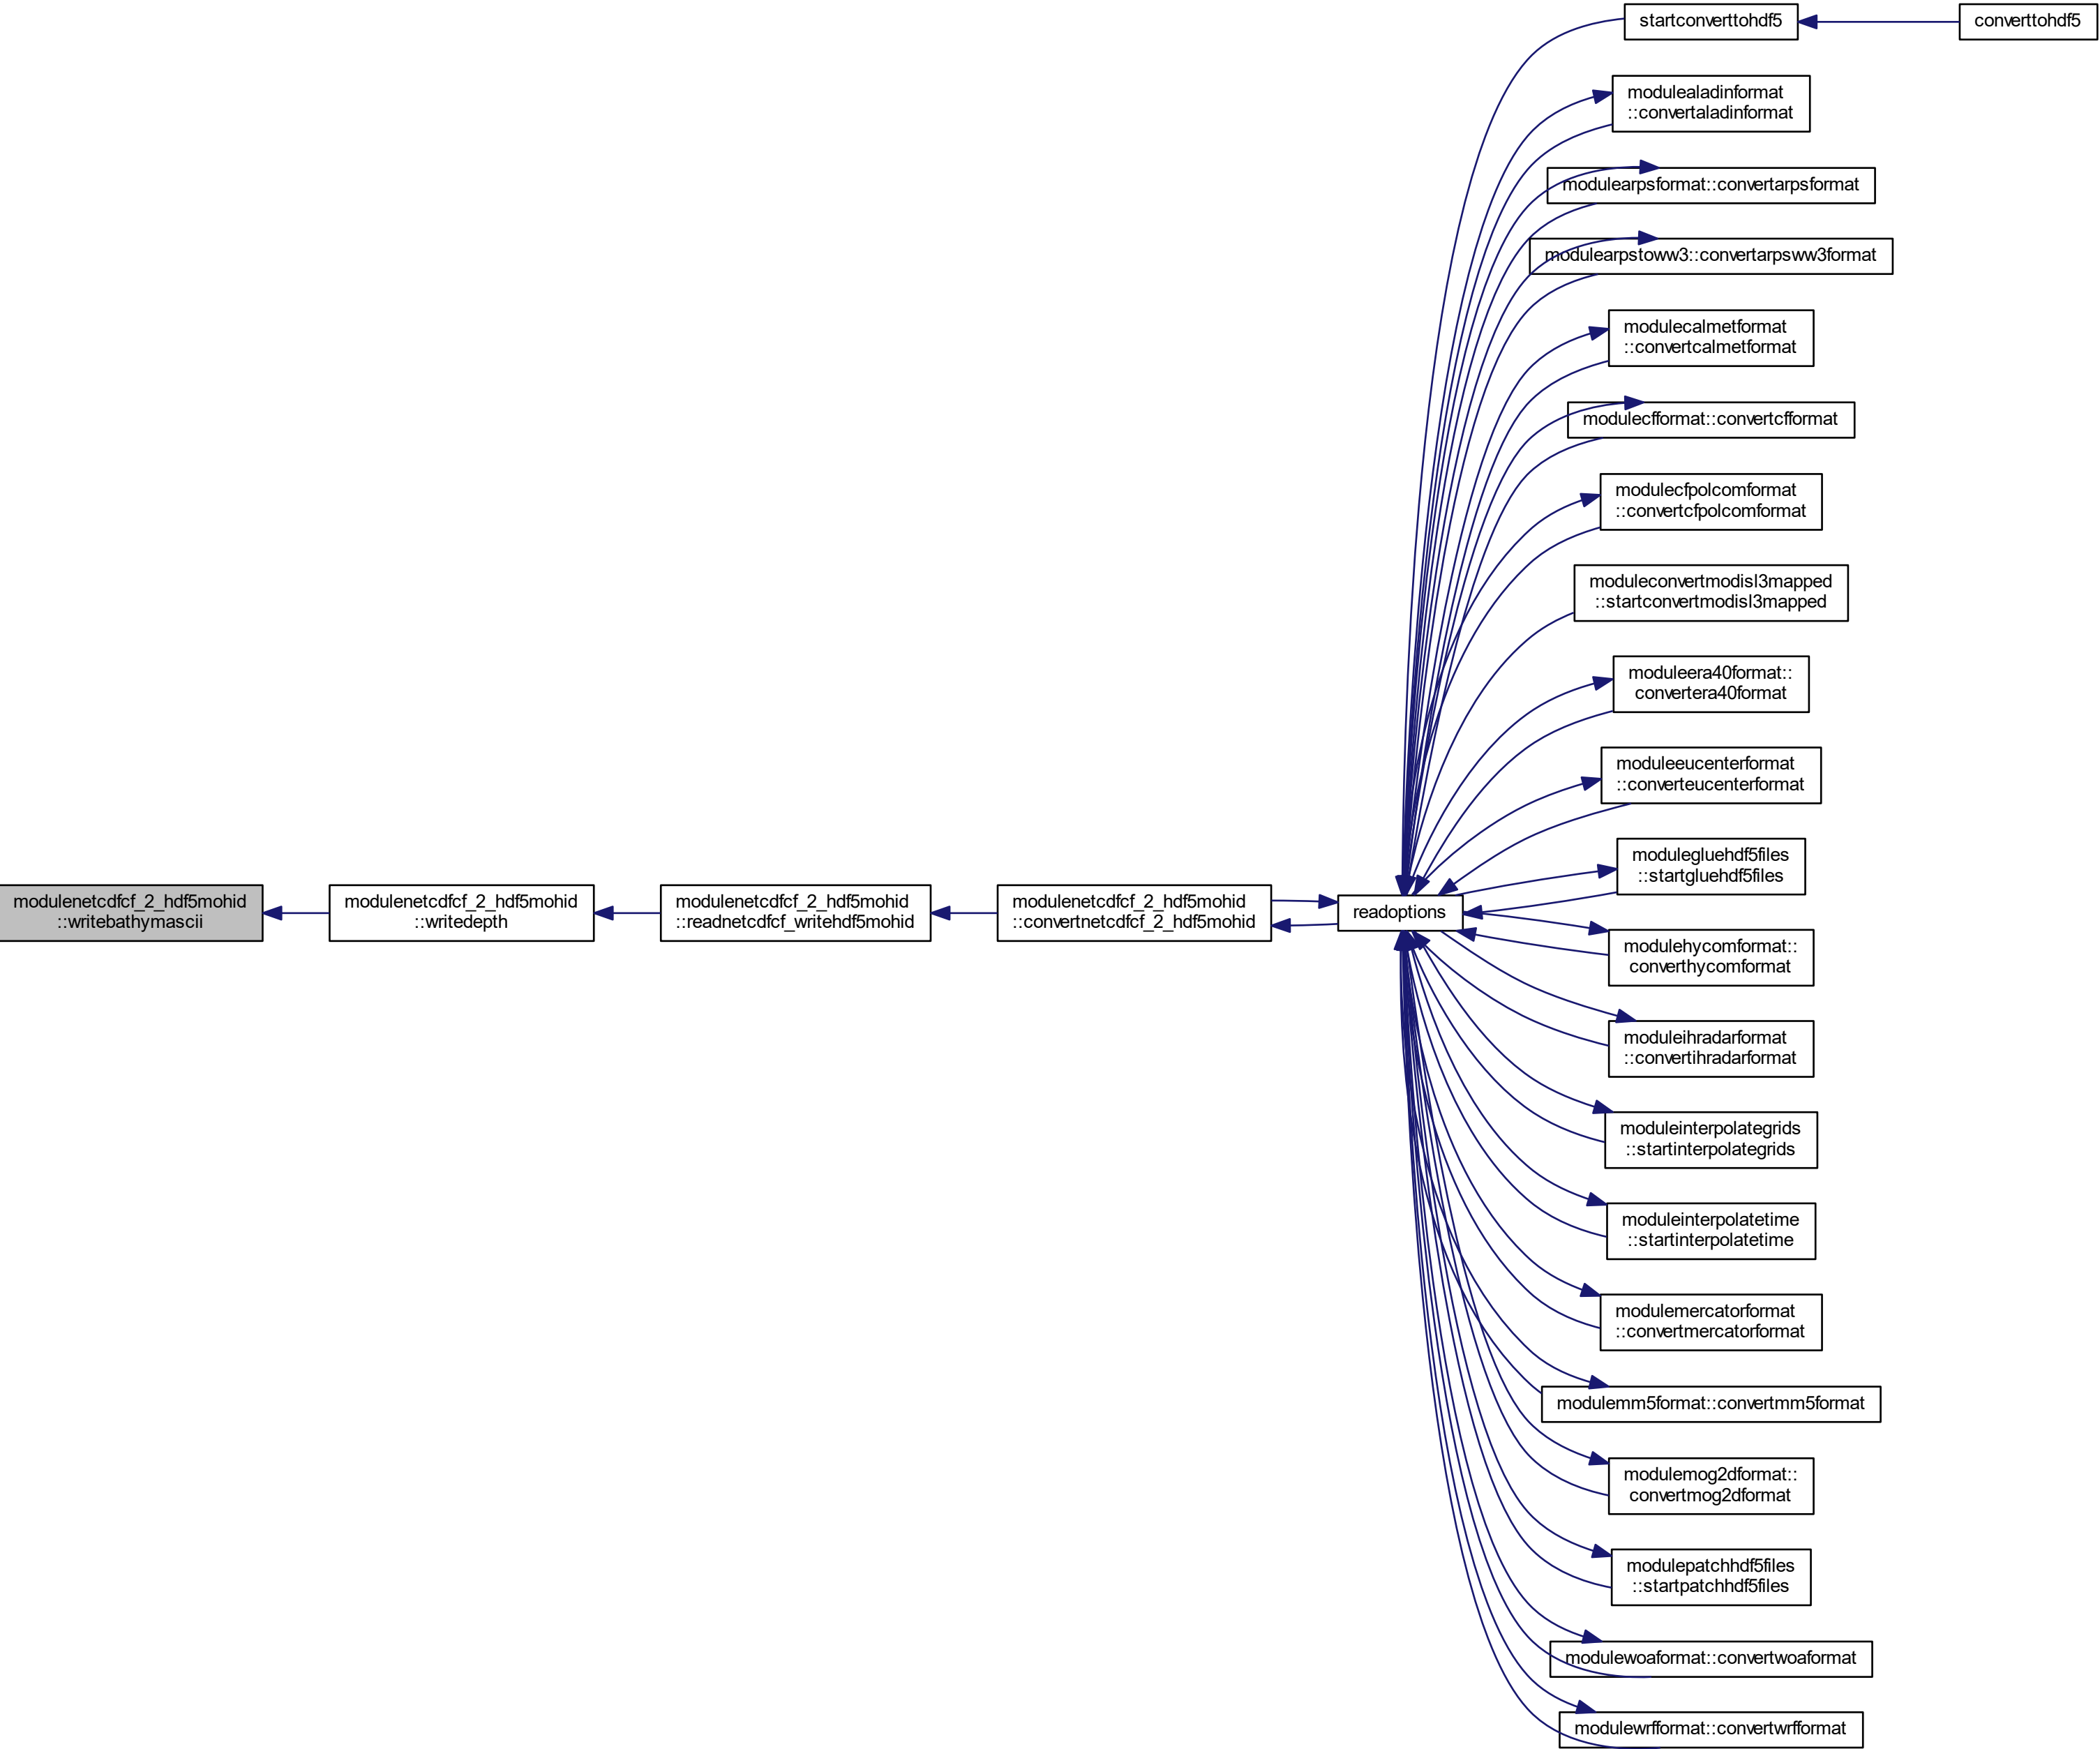 startconverttohdf5
converttohdf5
modulealadinformat
::convertaladinformat
modulearpsformat::convertarpsformat
modulearpstoww3::convertarpsww3format
modulecalmetformat
::convertcalmetformat
modulecfformat::convertcfformat
modulecfpolcomformat
::convertcfpolcomformat
moduleconvertmodisl3mapped
::startconvertmodisl3mapped
moduleera40format::
convertera40format
moduleeucenterformat
::converteucenterformat
modulegluehdf5files
::startgluehdf5files
modulenetcdfcf_2_hdf5mohid
::writebathymascii
modulenetcdfcf_2_hdf5mohid
::writedepth
modulenetcdfcf_2_hdf5mohid
::readnetcdfcf_writehdf5mohid
modulenetcdfcf_2_hdf5mohid
::convertnetcdfcf_2_hdf5mohid
readoptions
modulehycomformat::
converthycomformat
moduleihradarformat
::convertihradarformat
moduleinterpolategrids
::startinterpolategrids
moduleinterpolatetime
::startinterpolatetime
modulemercatorformat
::convertmercatorformat
modulemm5format::convertmm5format
modulemog2dformat::
convertmog2dformat
modulepatchhdf5files
::startpatchhdf5files
modulewoaformat::convertwoaformat
modulewrfformat::convertwrfformat